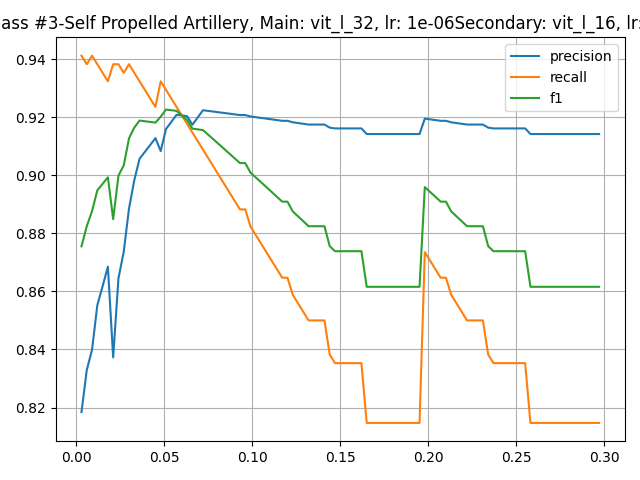 ass #3-Self Propelled Artillery, Main: vit_l_32, lr: 1e-06Secondary: vit_l_16, lr:
precision
recall
f1
0.94
0.92
0.90
0.88
0.86
0.84
0.82
0.00 0.05 0.10 0.15 0.20 0.25 0.30